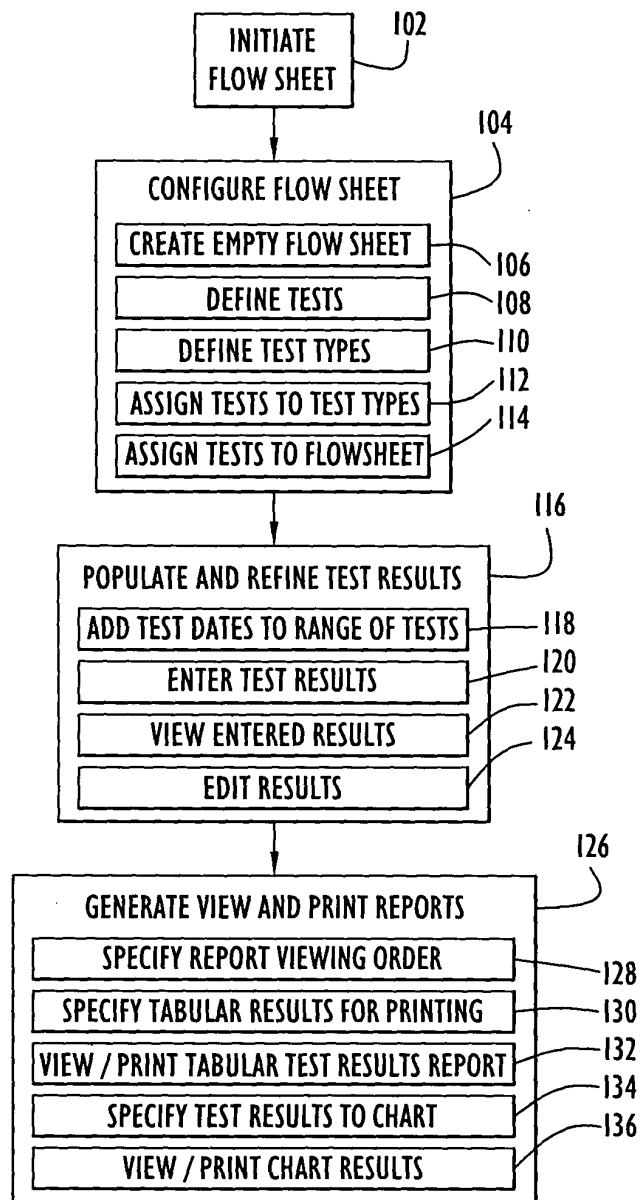 102
INITIATE
FLOW SHEET
104
CONFIGURE FLOW SHEET
CREATE EMPTY FLOW SHEET
106
DEFINE TESTS
108
DEFINE TEST TYPES
110
ASSIGN TESTS TO TEST TYPES
112
ASSIGN TESTS TO FLOWSHEET
114
116
POPULATE AND REFINE TEST RESULTS
ADD TEST DATES TO RANGE OF TESTS
118
ENTER TEST RESULTS
120
VIEW ENTERED RESULTS
122
EDIT RESULTS
124
126
GENERATE VIEW AND PRINT REPORTS
SPECIFY REPORT VIEWING ORDER
128
SPECIFY TABULAR RESULTS FOR PRINTING
130
VIEW / PRINT TABULAR TEST RESULTS REPORT
132
SPECIFY TEST RESULTS TO CHART
134
VIEW / PRINT CHART RESULTS
136